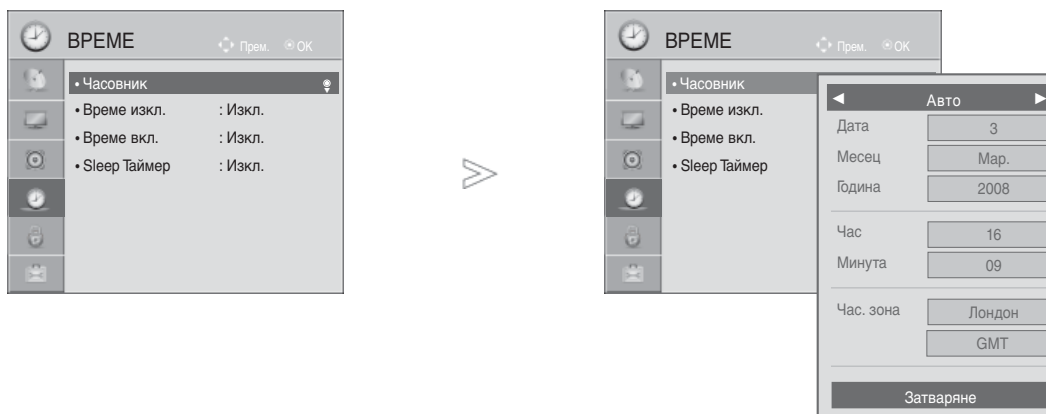 ВРЕМЕ Прем. OK
• Часовник
• Време изкл. : Изкл.
• Време вкл. : Изкл.
• Sleep Таймер : Изкл.
ВРЕМЕ Прем. OK
• Часовник
• Време изкл.
• Време вкл.
• Sleep Таймер
◄ Авто ►
Дата 3
Месец Мар.
Година 2008
Час 16
Минута 09
Час. зона Лондон
GMT
Затваряне